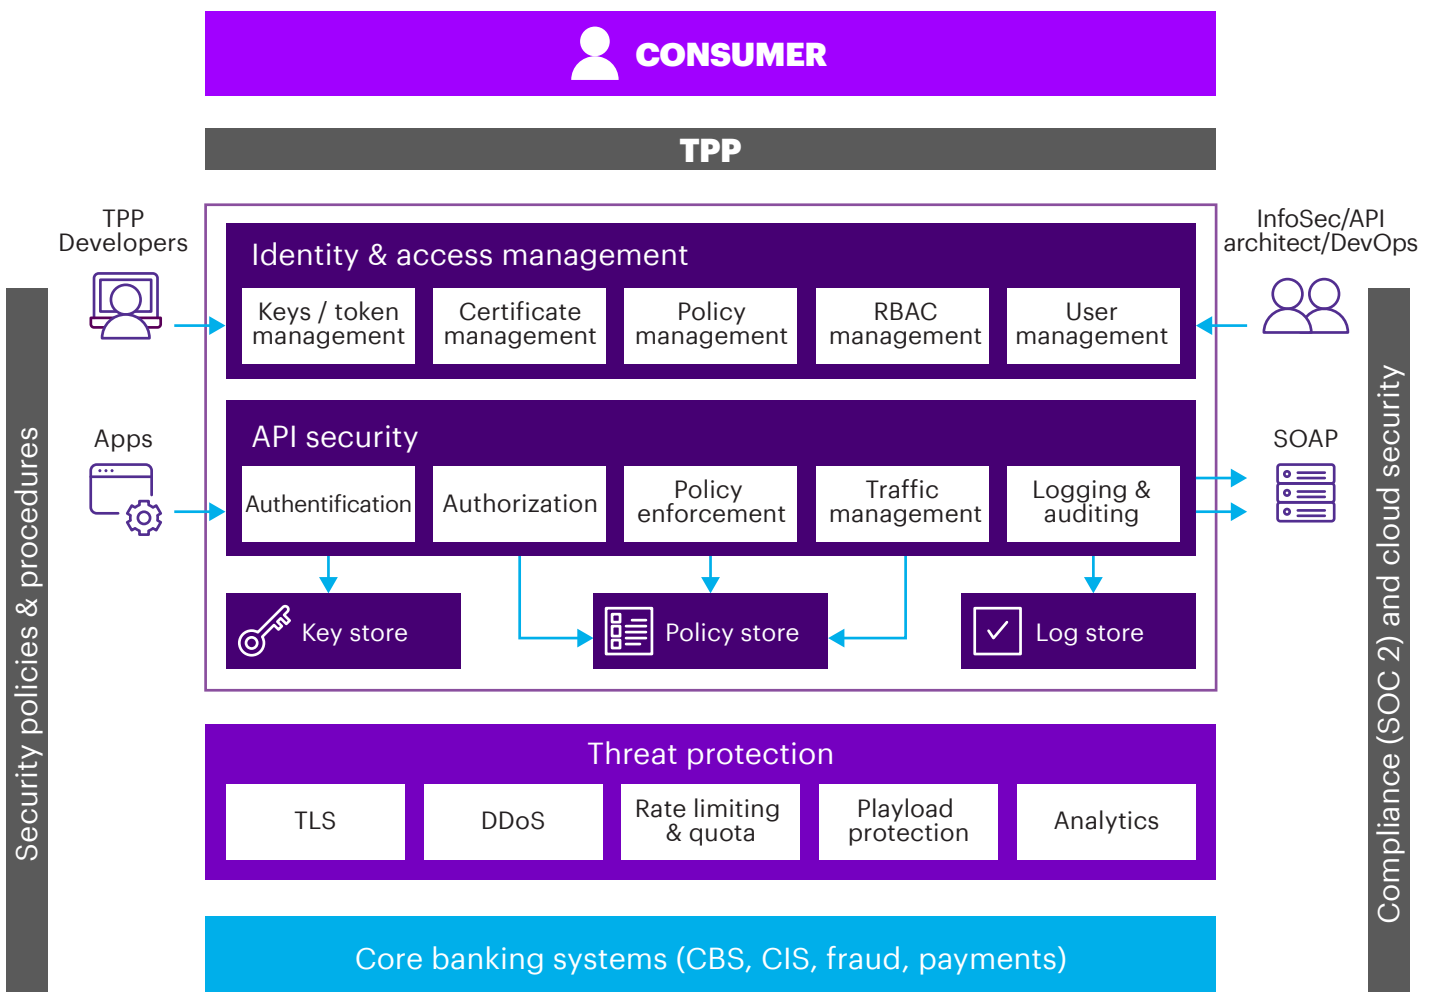 CONSUMER
TPP
TPP
Developers
InfoSec/API
architect/DevOps
Identity & access management
Keys / token
management
Certificate
management
Policy
management
RBAC
management
User
management
Apps
SOAP
API security
Authentification
Authorization
Policy
enforcement
Traffic
management
Logging &
auditing
Key store
Policy store
Log store
Security policies & procedures
Compliance (SOC 2) and cloud security
Threat protection
TLS
DDoS
Rate limiting
& quota
Playload
protection
Analytics
Core banking systems (CBS, CIS, fraud, payments)